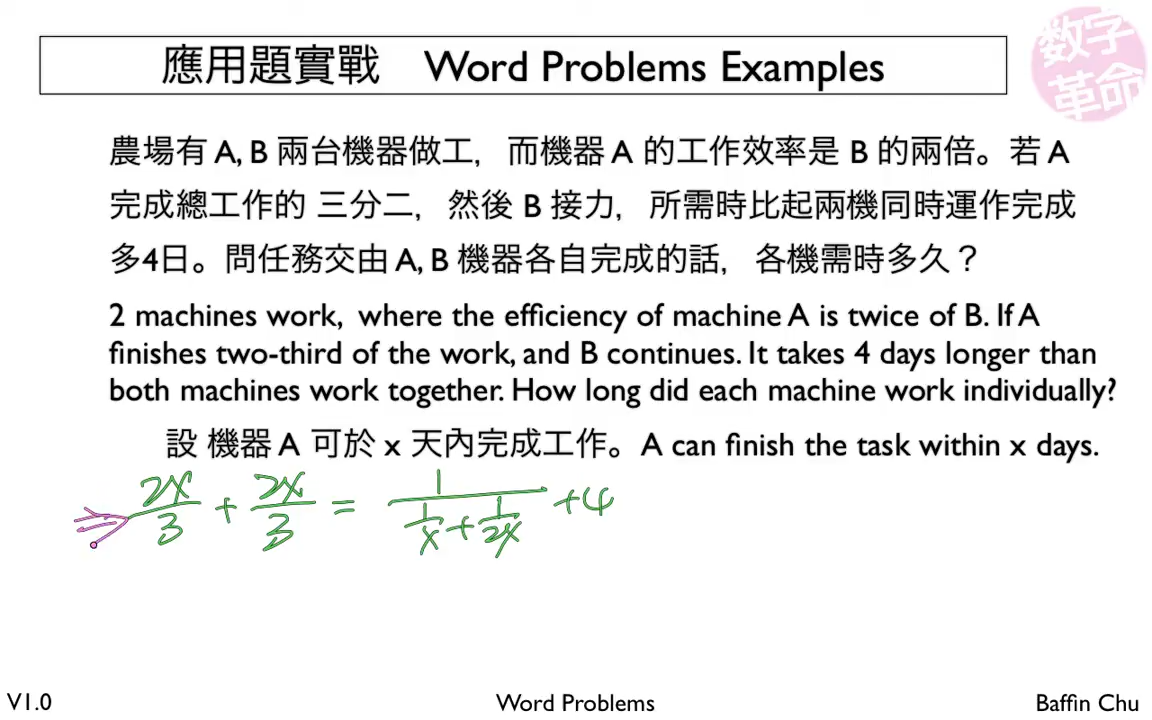 應用題實戰 Word Problems Examples
数字
革命
農場有 A, B 兩台機器做工，而機器 A 的工作效率是 B 的兩倍。若 A
完成總工作的 三分二，然後 B 接力，所需時比起兩機同時運作完成
多4日。問任務交由 A, B 機器各自完成的話，各機需時多久？
2 machines work, where the efficiency of machine A is twice of B. If A
finishes two-third of the work, and B continues. It takes 4 days longer than
both machines work together. How long did each machine work individually?
設 機器 A 可於 x 天內完成工作。A can finish the task within x days.
2x/3 + 2x/3 = 1/(1/x + 1/2x) + 4
V1.0 Word Problems Baffin Chu